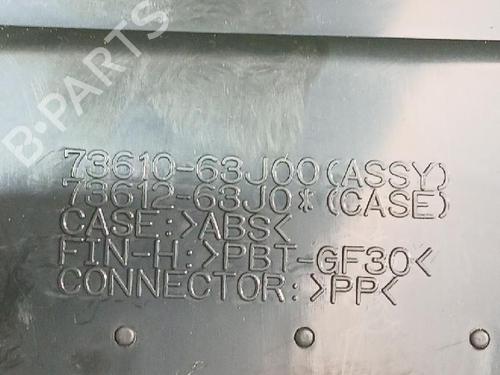 B-PARTS
73610-63J00(ASSY)
73612-63J0*(CASE)
CASE:>ABS<
FIN-H:>PBT-GF30<
CONNECTOR:>PP<